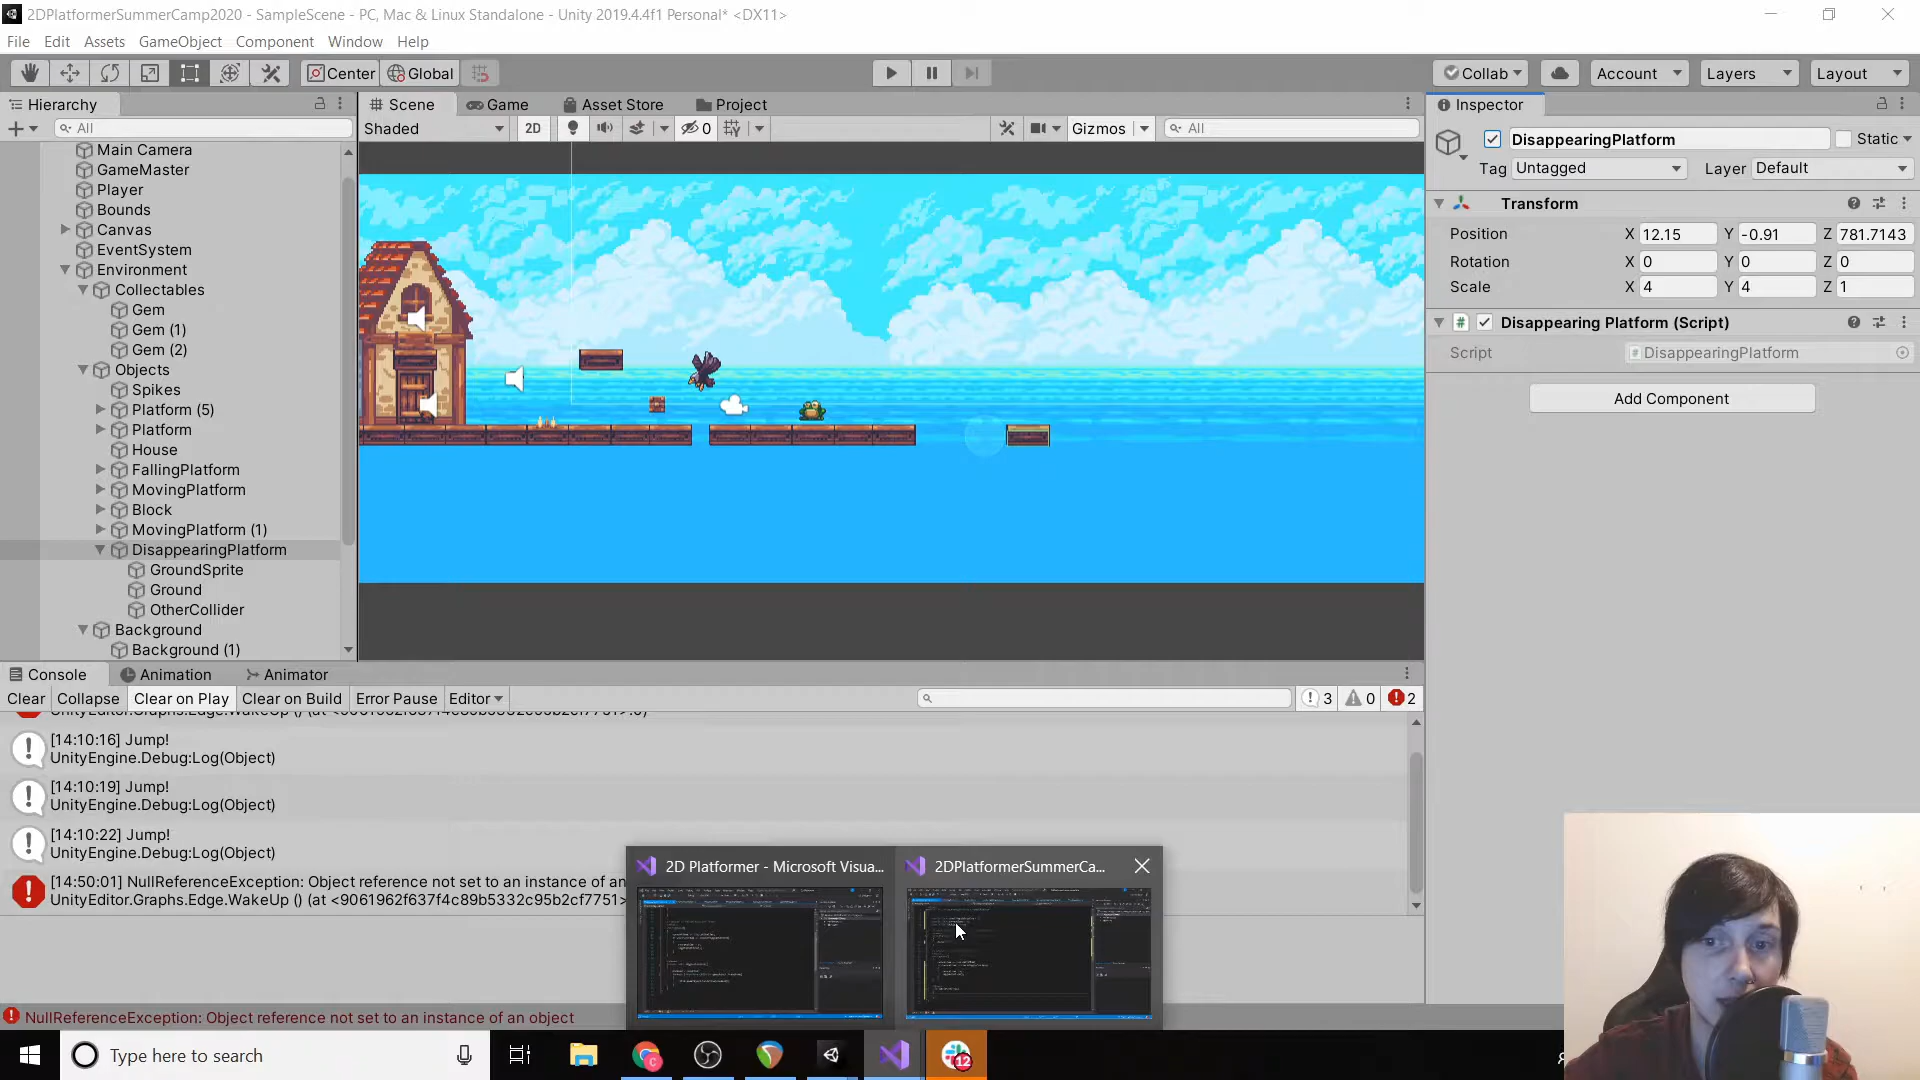 2DPlatformerSummerCamp2020 - SampleScene - PC, Mac & Linux Standalone - Unity 2019.4.4f1 Personal* <DX11>
File Edit Assets GameObject Component Window Help
Center Global Collab Account Layers Layout
Hierarchy
All
Main Camera
GameMaster
Player
Bounds
Canvas
EventSystem
Environment
Collectables
Gem
Gem (1)
Gem (2)
Objects
Spikes
Platform (5)
Platform
House
FallingPlatform
MovingPlatform
Block
MovingPlatform (1)
DisappearingPlatform
GroundSprite
Ground
OtherCollider
Background
Background (1)
Scene Game Asset Store Project
Shaded 2D 0 Gizmos All
Inspector
DisappearingPlatform Static
Tag Untagged Layer Default
Transform
Position X 12.15 Y -0.91 Z 781.7143
Rotation X 0 Y 0 Z 0
Scale X 4 Y 4 Z 1
Disappearing Platform (Script)
Script DisappearingPlatform
Add Component
Console Animation Animator
Clear Collapse Clear on Play Clear on Build Error Pause Editor 3 0 2
[14:10:16] Jump!
UnityEngine.Debug:Log(Object)
[14:10:19] Jump!
UnityEngine.Debug:Log(Object)
[14:10:22] Jump!
UnityEngine.Debug:Log(Object)
[14:50:01] NullReferenceException: Object reference not set to an instance of an
UnityEditor.Graphs.Edge.WakeUp () (at <9061962f637f4c89b5332c95b2cf7751>
2D Platformer - Microsoft Visua...
2DPlatformerSummerCa...
NullReferenceException: Object reference not set to an instance of an object
Type here to search
12